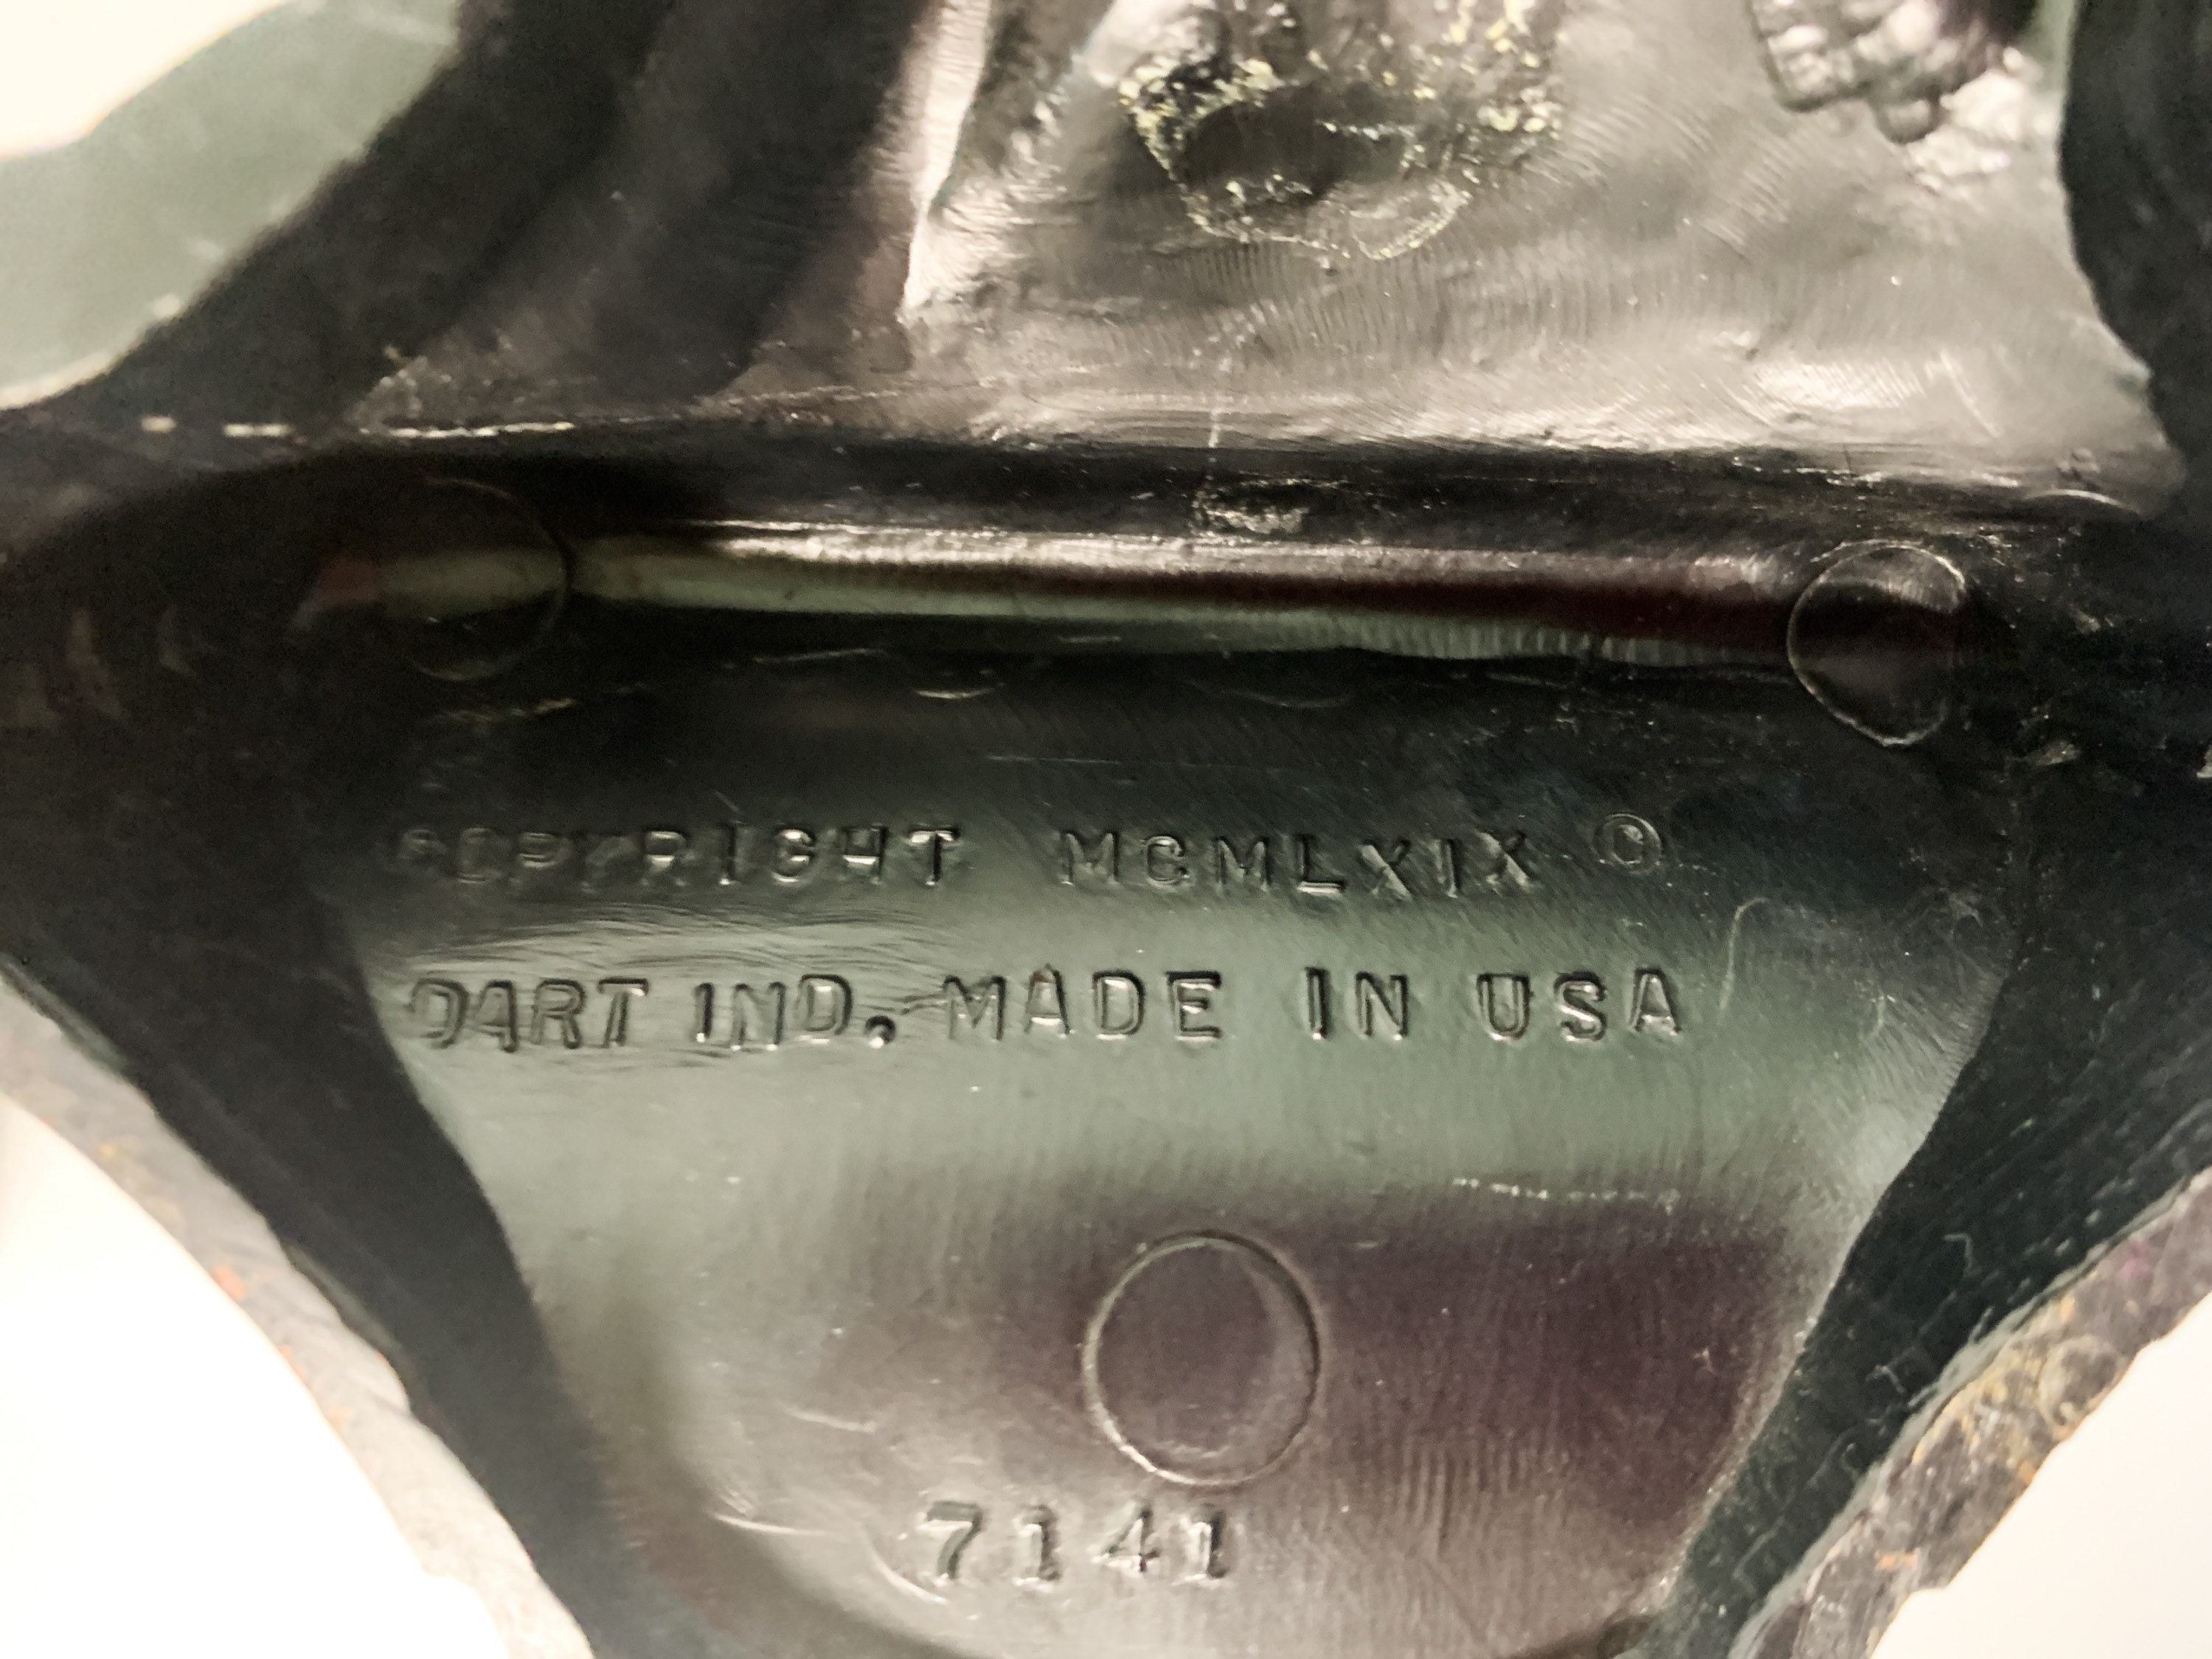 COPYRIGHT MCMLXIX ©
DART IND. MADE IN USA
7141